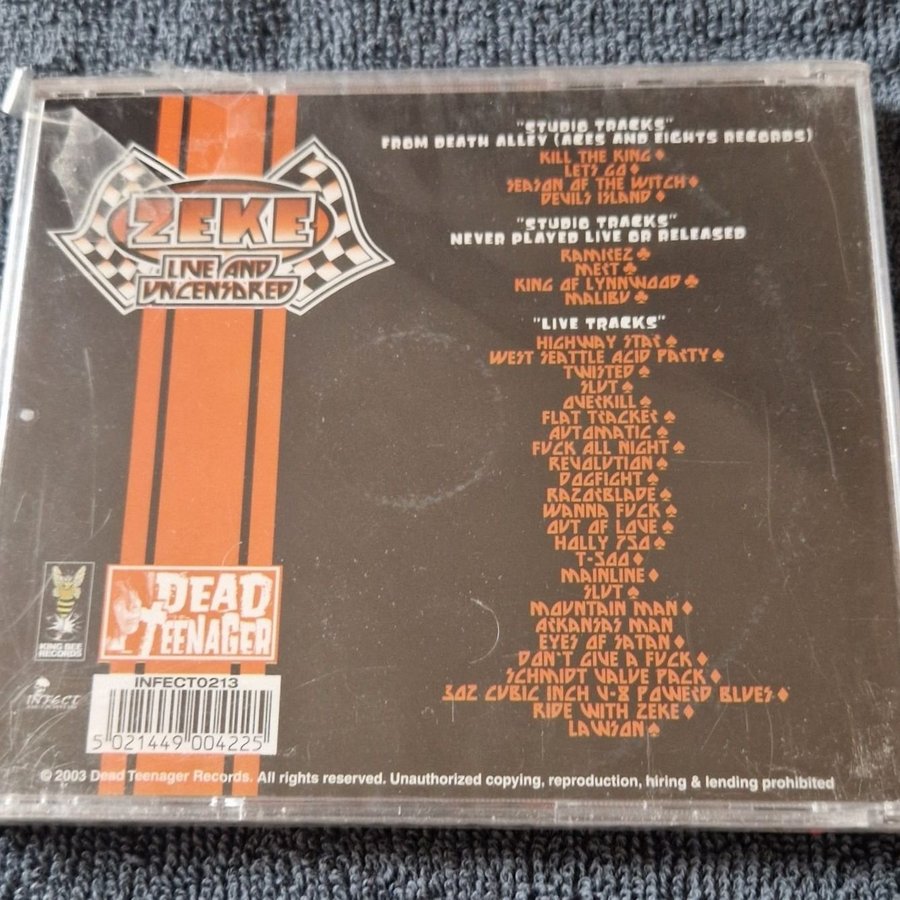 ZEKE
LIVE AND
UNCENSORED
"STUDIO TRACKS"
FROM DEATH ALLEY (ACES AND EIGHTS RECORDS)
KILL THE KING
LETS GO
SEASON OF THE WITCH
DEVILS ISLAND
"STUDIO TRACKS"
NEVER PLAYED LIVE OR RELEASED
RAMIREZ
MERT
KING OF LYNNWOOD
MALIBU
"LIVE TRACKS"
HIGHWAY STAR
WEST SEATTLE ACID PARTY
TWISTED
SLUT
OVERKILL
FLAT TRACKER
AUTOMATIC
FUCK ALL NIGHT
REVOLUTION
DOGFIGHT
RAZORBLADE
WANNA FUCK
OUT OF LOVE
HOLLY 750
T-500
MAINLINE
SLUT
MOUNTAIN MAN
ARKANSAS MAN
EYES OF SATAN
DON'T GIVE A FUCK
SCHMIDT VALUE PACK
302 CUBIC INCH V-8 POWERD BLUES
RIDE WITH ZEKE
LAWSON
KING BEE
RECORDS
DEAD
TEENAGER
INFECT
INFECT0213
5 021449 004225
© 2003 Dead Teenager Records. All rights reserved. Unauthorized copying, reproduction, hiring & lending prohibited